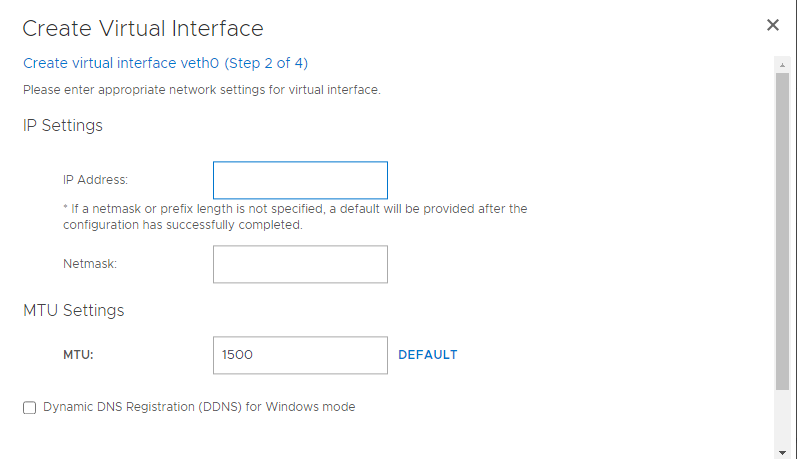 Create Virtual Interface
Create virtual interface veth0 (Step 2 of 4)
Please enter appropriate network settings for virtual interface.
IP Settings
IP Address:
* If a netmask or prefix length is not specified, a default will be provided after the
configuration has successfully completed.
Netmask:
MTU Settings
MTU: 1500 DEFAULT
Dynamic DNS Registration (DDNS) for Windows mode